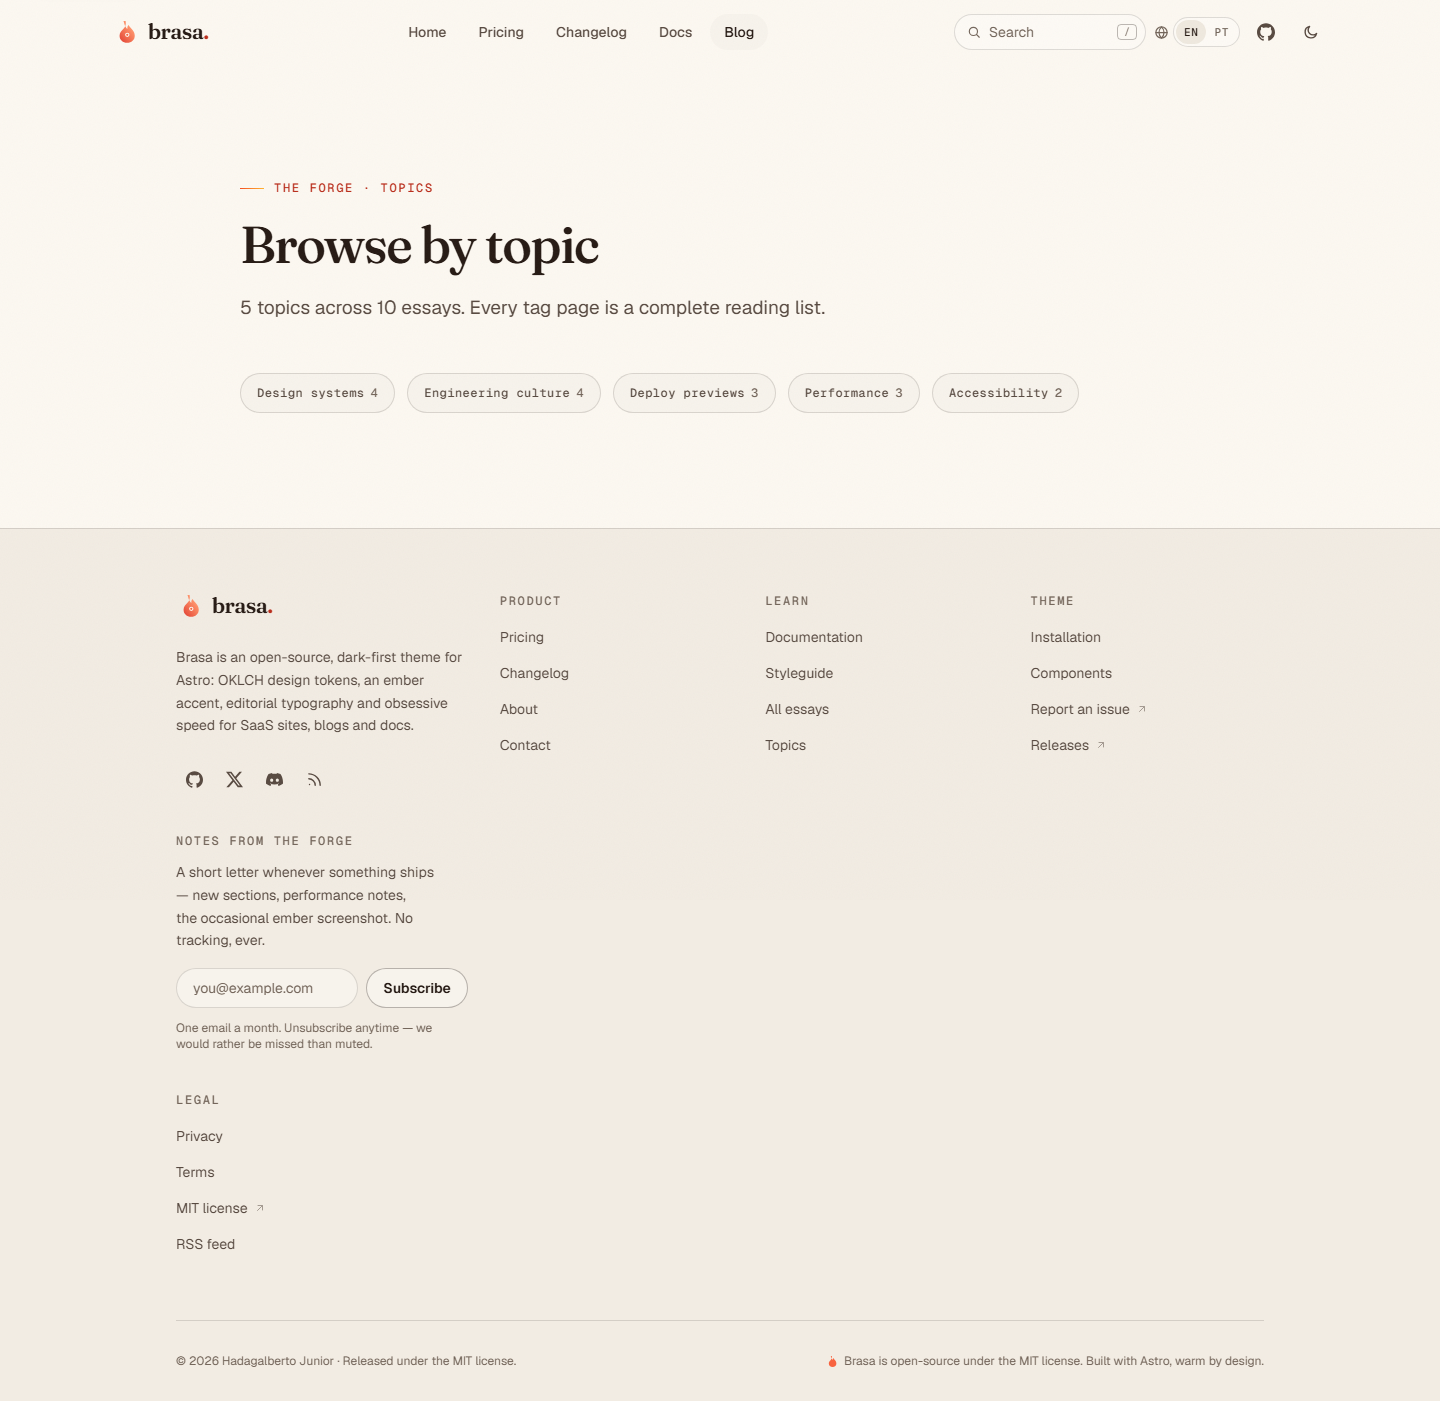 brasa.
Home
Pricing
Changelog
Docs
Blog
Search
/
EN
PT
THE FORGE · TOPICS
Browse by topic
5 topics across 10 essays. Every tag page is a complete reading list.
Design systems 4
Engineering culture 4
Deploy previews 3
Performance 3
Accessibility 2
brasa.
Brasa is an open-source, dark-first theme for
Astro: OKLCH design tokens, an ember
accent, editorial typography and obsessive
speed for SaaS sites, blogs and docs.
NOTES FROM THE FORGE
A short letter whenever something ships
— new sections, performance notes,
the occasional ember screenshot. No
tracking, ever.
you@example.com
Subscribe
One email a month. Unsubscribe anytime — we
would rather be missed than muted.
PRODUCT
Pricing
Changelog
About
Contact
LEARN
Documentation
Styleguide
All essays
Topics
THEME
Installation
Components
Report an issue
Releases
LEGAL
Privacy
Terms
MIT license
RSS feed
© 2026 Hadagalberto Junior · Released under the MIT license.
Brasa is open-source under the MIT license. Built with Astro, warm by design.